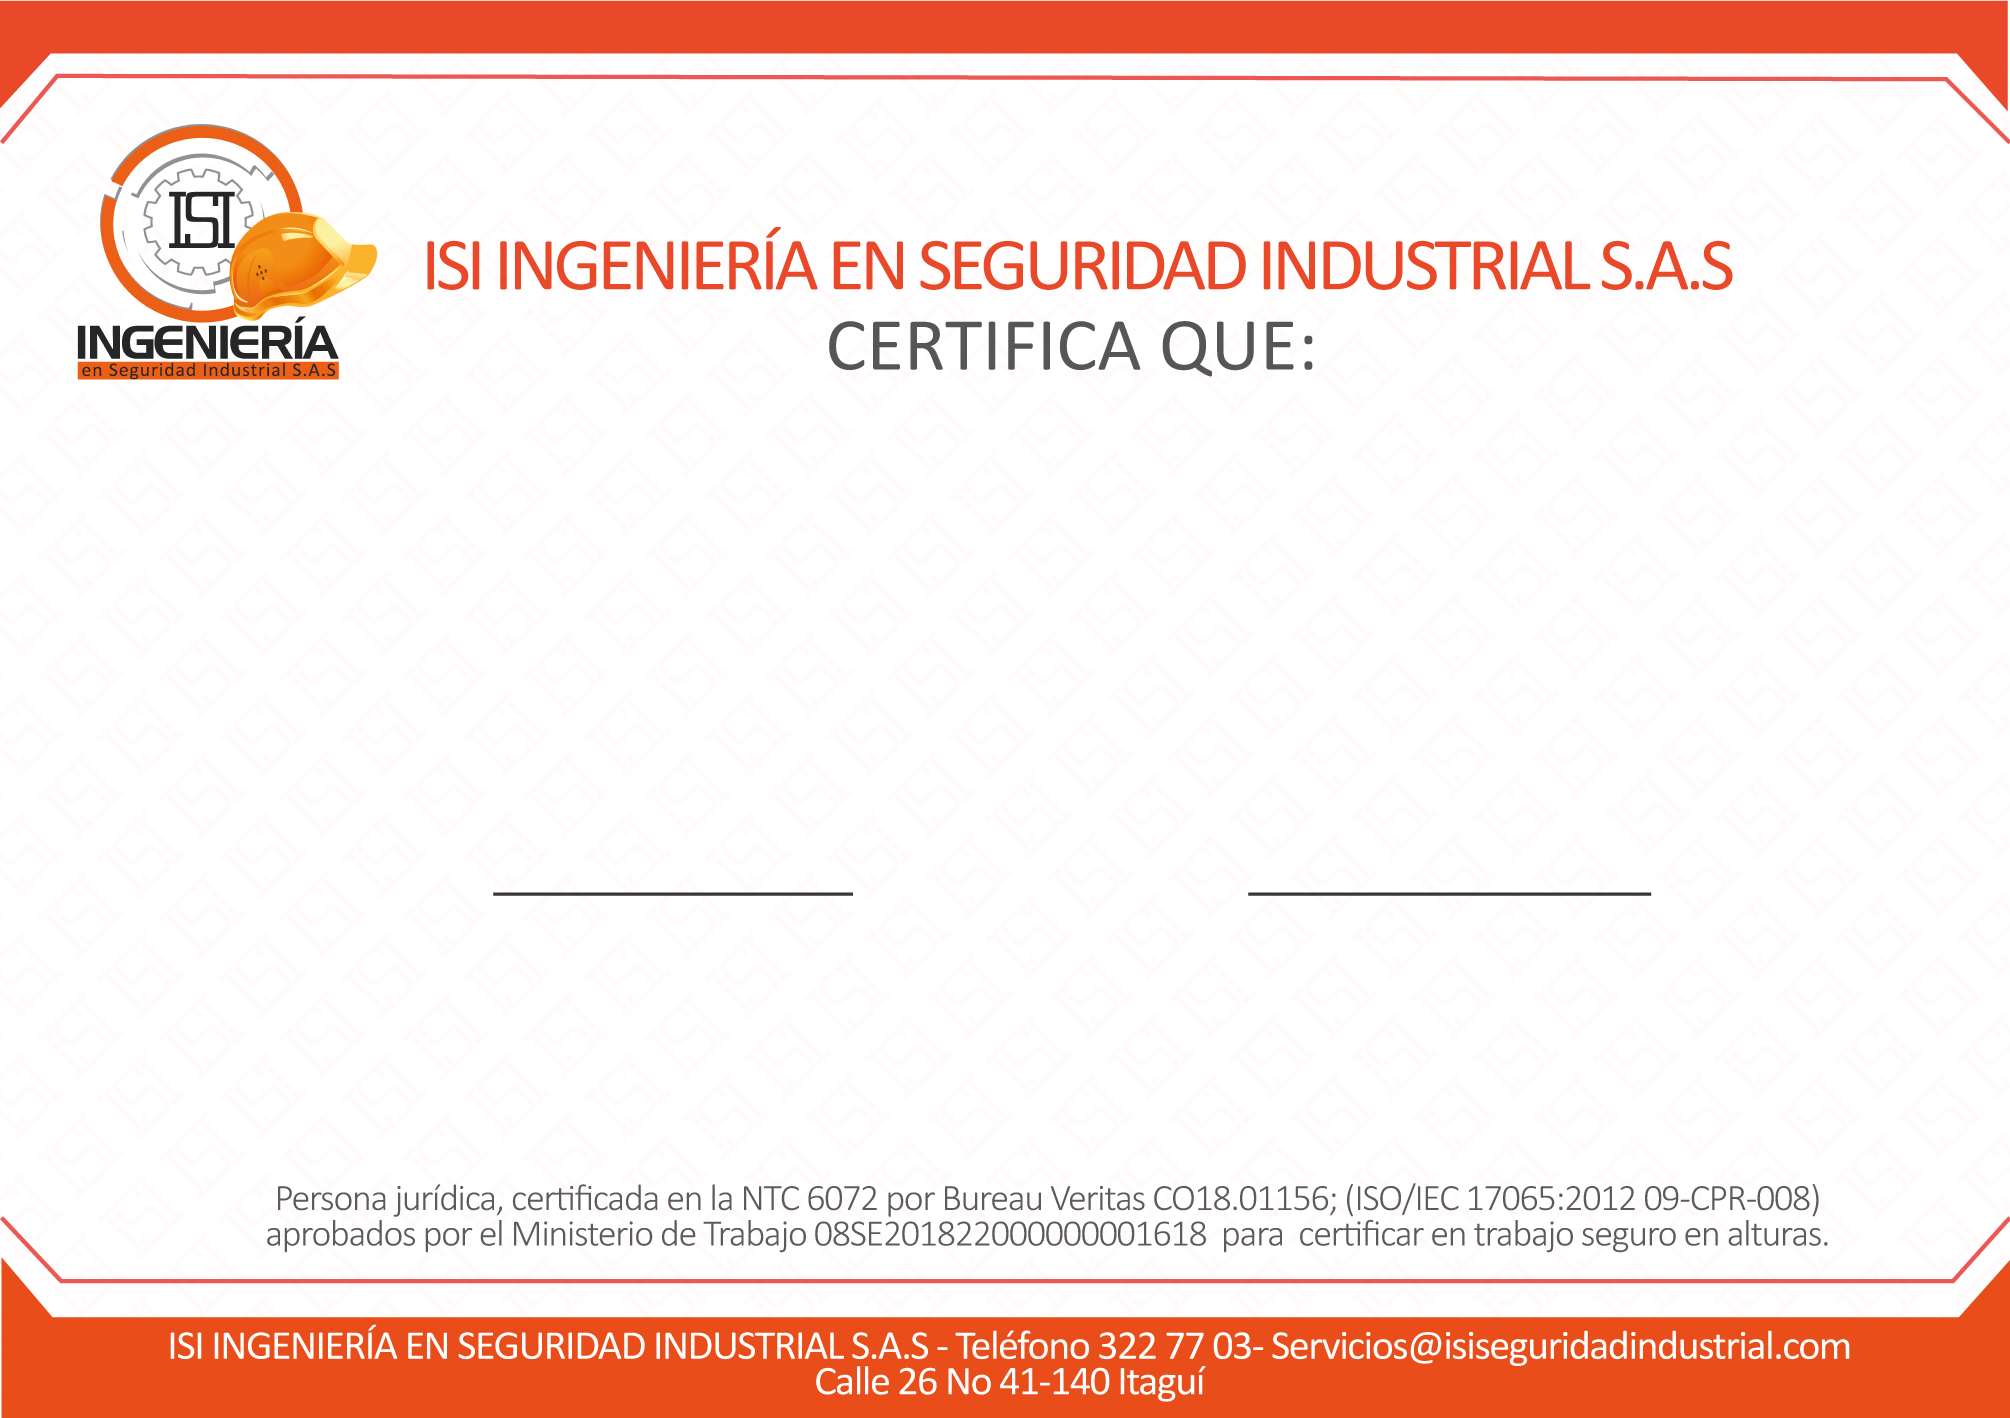 ISI
INGENIERÍA
en Seguridad Industrial S.A.S
ISI INGENIERÍA EN SEGURIDAD INDUSTRIAL S.A.S
CERTIFICA QUE:
Persona jurídica, certificada en la NTC 6072 por Bureau Veritas CO18.01156; (ISO/IEC 17065:2012 09-CPR-008)
aprobados por el Ministerio de Trabajo 08SE201822000000001618 para certificar en trabajo seguro en alturas.
ISI INGENIERÍA EN SEGURIDAD INDUSTRIAL S.A.S - Teléfono 322 77 03- Servicios@isiseguridadindustrial.com
Calle 26 No 41-140 Itaguí